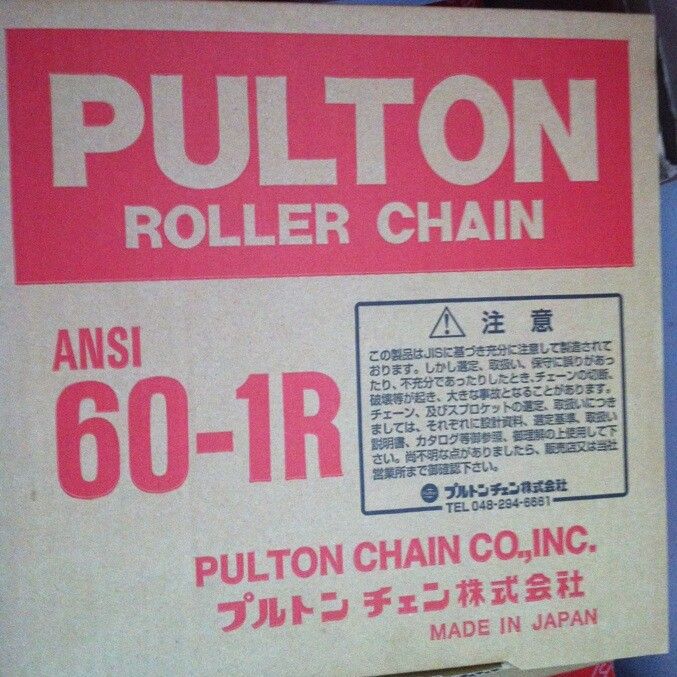 PULTON
ROLLER CHAIN
ANSI
60-1R
注意
この製品はJISに基づき充分に注意して製造されて
おります。しかし選定、取扱い、保守に誤りがあっ
たり、不充分であったりしたとき、チェーンの切断、
破壊等が起き、大きな事故となることがあります。
チェーン、及びスプロケットの選定、取扱いにつき
ましては、それぞれに設計資料、選定基準、取扱い
説明書、カタログ等御参照、御理解の上使用して下
さい。尚不明な点がありましたら、販売店又は当社
営業所まで御確認下さい。
プルトンチェン株式会社
TEL 048-294-6661
PULTON CHAIN CO.,INC.
プルトンチェン株式会社
MADE IN JAPAN